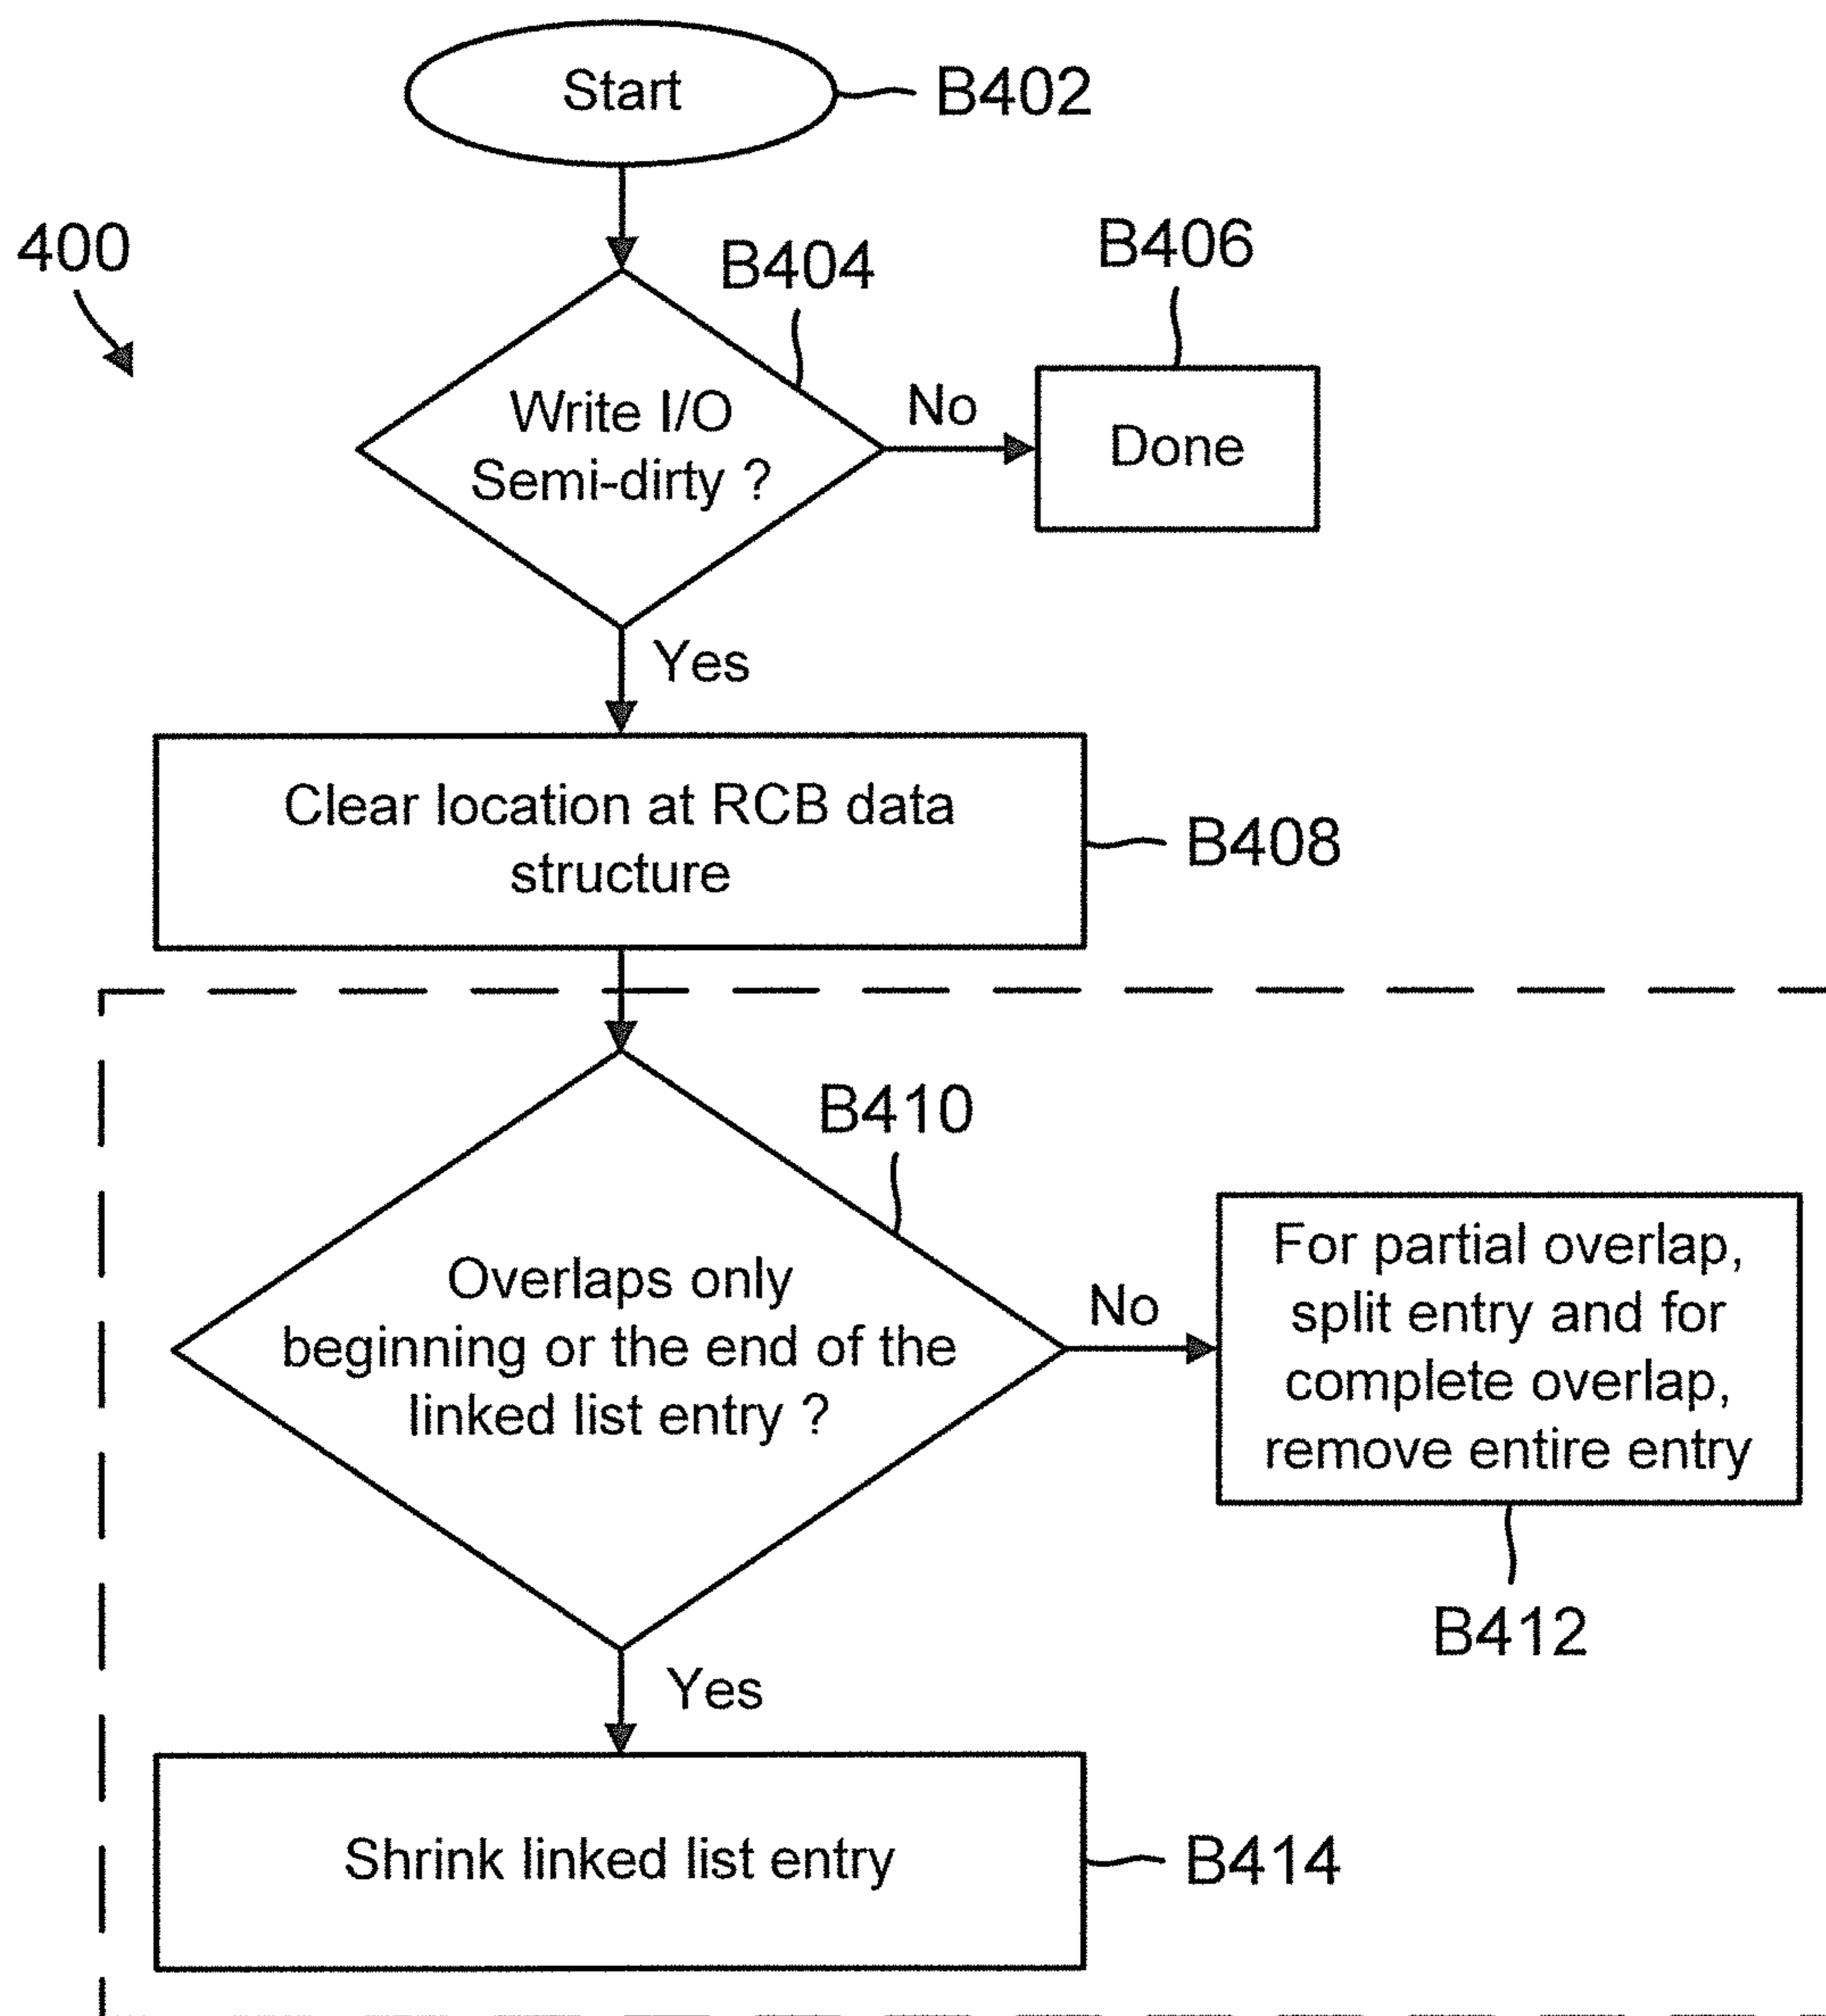 Start
B402
400
B404
B406
Write I/O
Semi-dirty ?
No
Done
Yes
Clear location at RCB data
structure
B408
B410
Overlaps only
beginning or the end of the
linked list entry ?
No
For partial overlap,
split entry and for
complete overlap,
remove entire entry
B412
Yes
Shrink linked list entry
B414